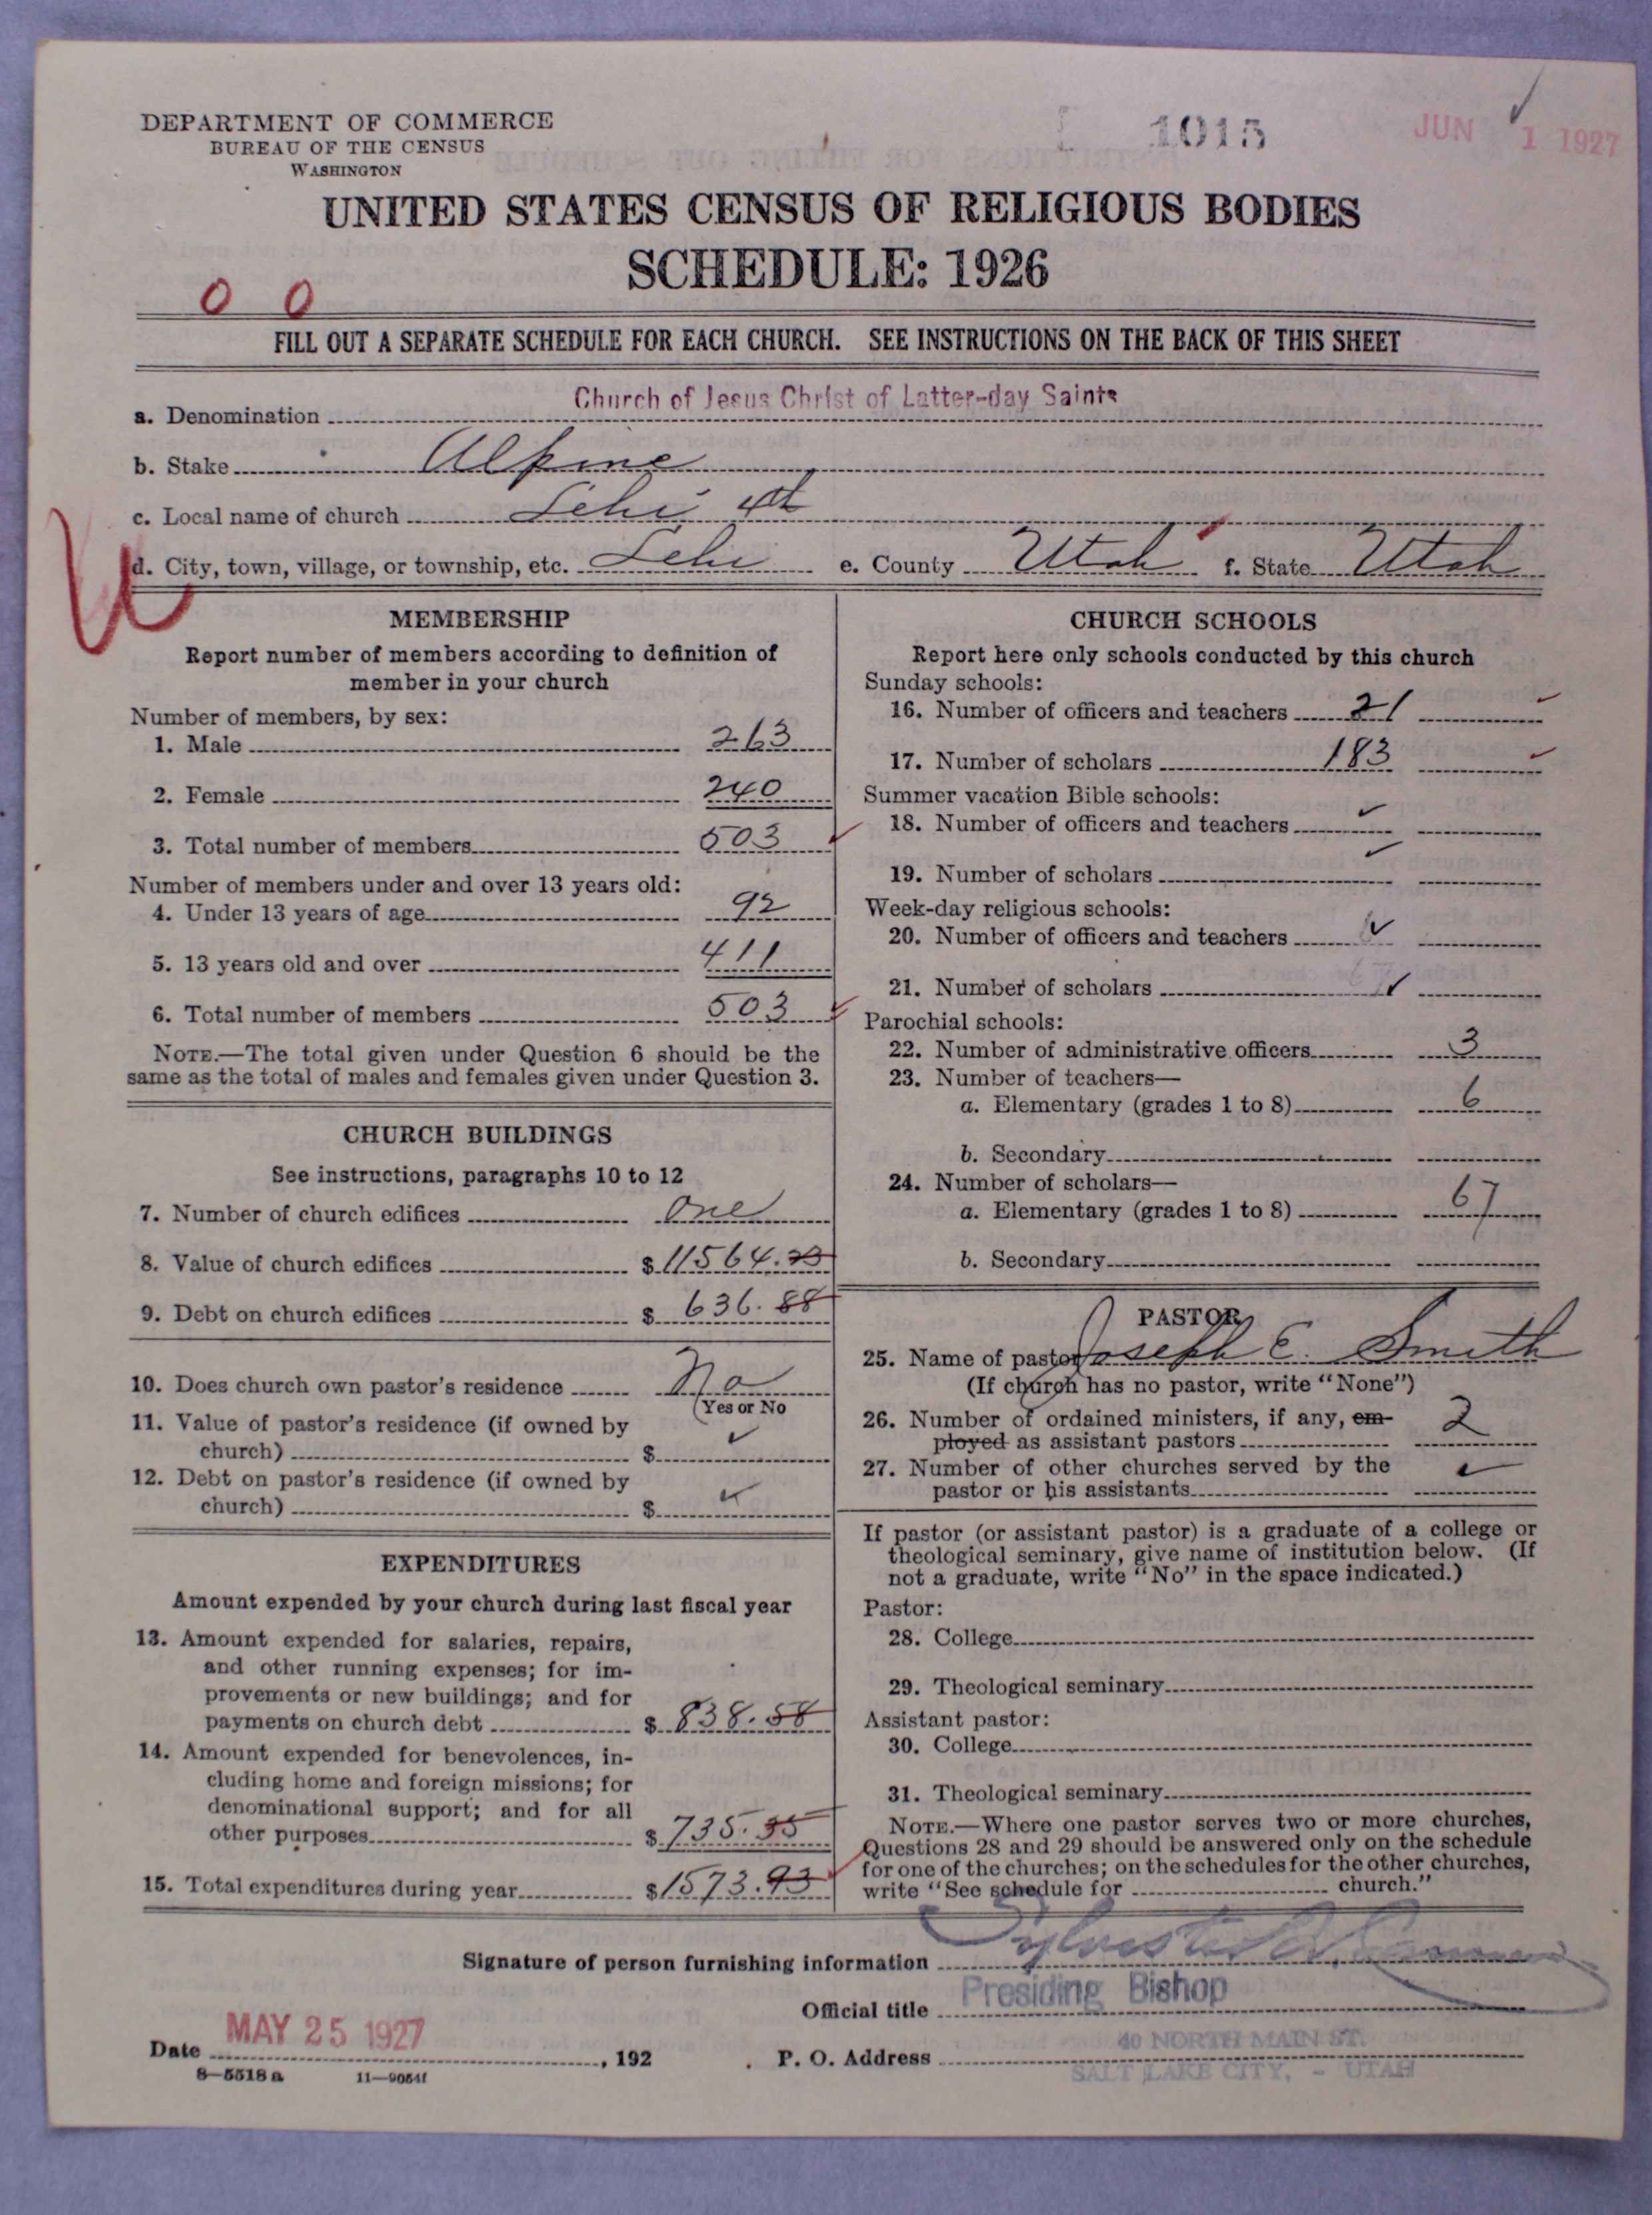 DEPARTMENT OF COMMERCE
BUREAU OF THE CENSUS
WASHINGTON
1015
JUN 1 1927
UNITED STATES CENSUS OF RELIGIOUS BODIES
SCHEDULE: 1926
0 0
FILL OUT A SEPARATE SCHEDULE FOR EACH CHURCH. SEE INSTRUCTIONS ON THE BACK OF THIS SHEET
a. Denomination Church of Jesus Christ of Latter-day Saints
b. Stake Alpine
c. Local name of church Lehi 4th
d. City, town, village, or township, etc. Lehi e. County Utah f. State Utah
MEMBERSHIP
Report number of members according to definition of
member in your church
Number of members, by sex:
1. Male 263
2. Female 240
3. Total number of members 503
Number of members under and over 13 years old:
4. Under 13 years of age 92
5. 13 years old and over 411
6. Total number of members 503
NOTE.—The total given under Question 6 should be the
same as the total of males and females given under Question 3.
CHURCH BUILDINGS
See instructions, paragraphs 10 to 12
7. Number of church edifices One
8. Value of church edifices $ 11564.
9. Debt on church edifices $ 636.88
10. Does church own pastor's residence No
(Yes or No
11. Value of pastor's residence (if owned by
church) $ ✓
12. Debt on pastor's residence (if owned by
church) $ ✓
EXPENDITURES
Amount expended by your church during last fiscal year
13. Amount expended for salaries, repairs,
and other running expenses; for im-
provements or new buildings; and for
payments on church debt $ 838.58
14. Amount expended for benevolences, in-
cluding home and foreign missions; for
denominational support; and for all
other purposes $ 735.35
15. Total expenditures during year $ 1573.93
CHURCH SCHOOLS
Report here only schools conducted by this church
Sunday schools:
16. Number of officers and teachers 21
17. Number of scholars 183
Summer vacation Bible schools:
18. Number of officers and teachers ✓
19. Number of scholars ✓
Week-day religious schools:
20. Number of officers and teachers ✓
21. Number of scholars ✓
Parochial schools:
22. Number of administrative officers 3
23. Number of teachers—
a. Elementary (grades 1 to 8) 6
b. Secondary
24. Number of scholars—
a. Elementary (grades 1 to 8) 67
b. Secondary
PASTOR
25. Name of pastor Joseph E. Smith
(If church has no pastor, write "None")
26. Number of ordained ministers, if any, em-
ployed as assistant pastors 2
27. Number of other churches served by the
pastor or his assistants ✓
If pastor (or assistant pastor) is a graduate of a college or
theological seminary, give name of institution below. (If
not a graduate, write "No" in the space indicated.)
Pastor:
28. College
29. Theological seminary
Assistant pastor:
30. College
31. Theological seminary
NOTE.—Where one pastor serves two or more churches,
Questions 28 and 29 should be answered only on the schedule
for one of the churches; on the schedules for the other churches,
write "See schedule for church."
Signature of person furnishing information Sylvester Q. Cannon
Official title Presiding Bishop
Date MAY 25 1927, 192
P. O. Address 40 NORTH MAIN ST.
SALT LAKE CITY, - UTAH
8—5518 a 11—9054f